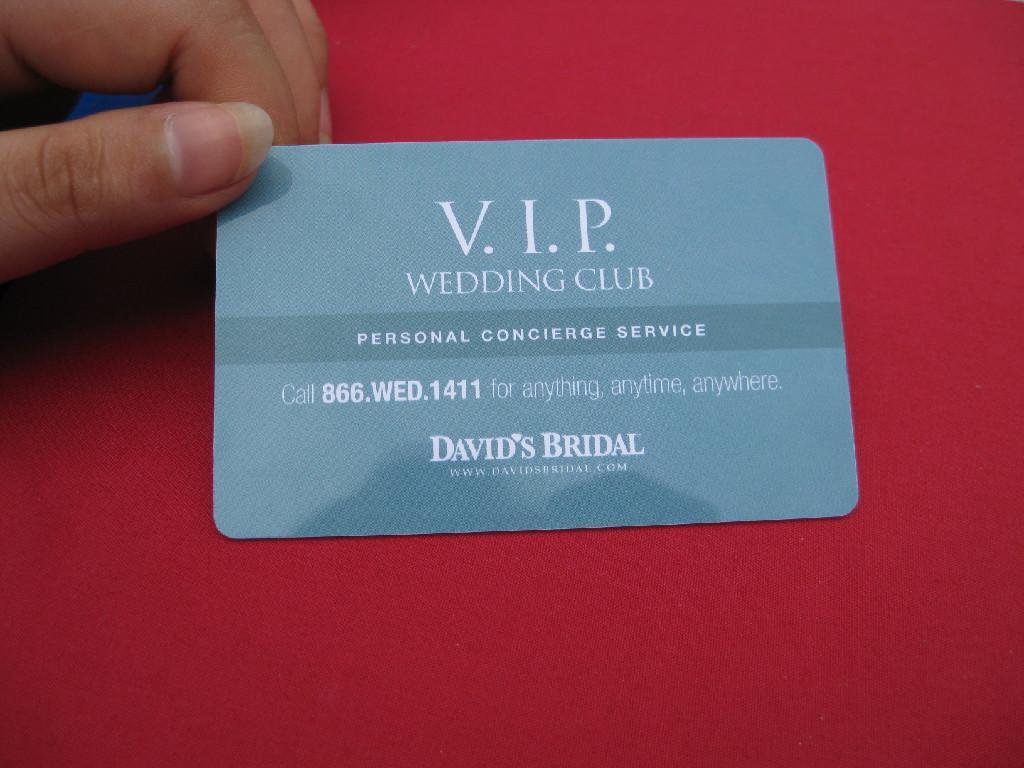 V. I. P.
WEDDING CLUB
PERSONAL CONCIERGE SERVICE
Call 866.WED.1411 for anything, anytime, anywhere.
DAVID'S BRIDAL
WWW.DAVIDSBRIDAL.COM